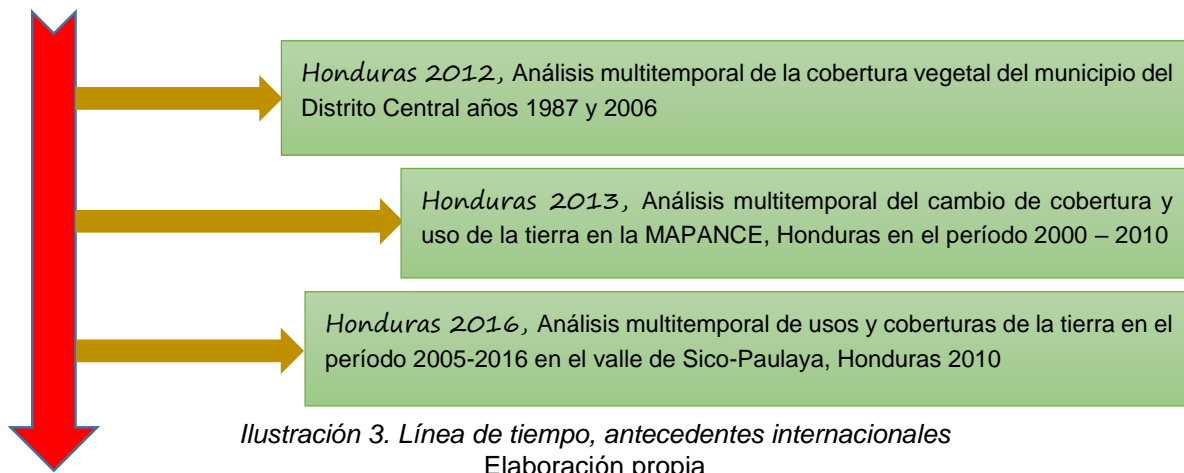 Honduras 2012, Análisis multitemporal de la cobertura vegetal del municipio del
Distrito Central años 1987 y 2006
Honduras 2013, Análisis multitemporal del cambio de cobertura y
uso de la tierra en la MAPANCE, Honduras en el período 2000 – 2010
Honduras 2016, Análisis multitemporal de usos y coberturas de la tierra en el
período 2005-2016 en el valle de Sico-Paulaya, Honduras 2010
Ilustración 3. Línea de tiempo, antecedentes internacionales
Elaboración propia